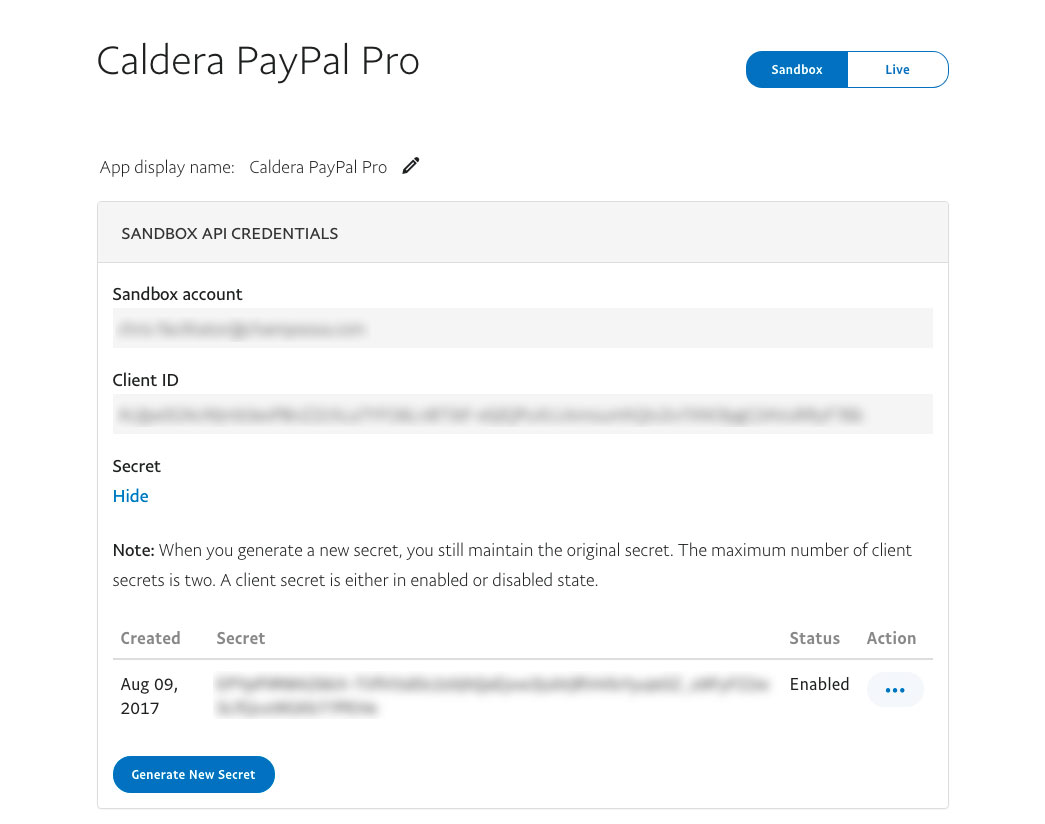 Caldera PayPal Pro
Sandbox Live
App display name: Caldera PayPal Pro
SANDBOX API CREDENTIALS
Sandbox account
Client ID
Secret
Hide
Note: When you generate a new secret, you still maintain the original secret. The maximum number of client
secrets is two. A client secret is either in enabled or disabled state.
Created Secret Status Action
Aug 09, Enabled
2017
Generate New Secret